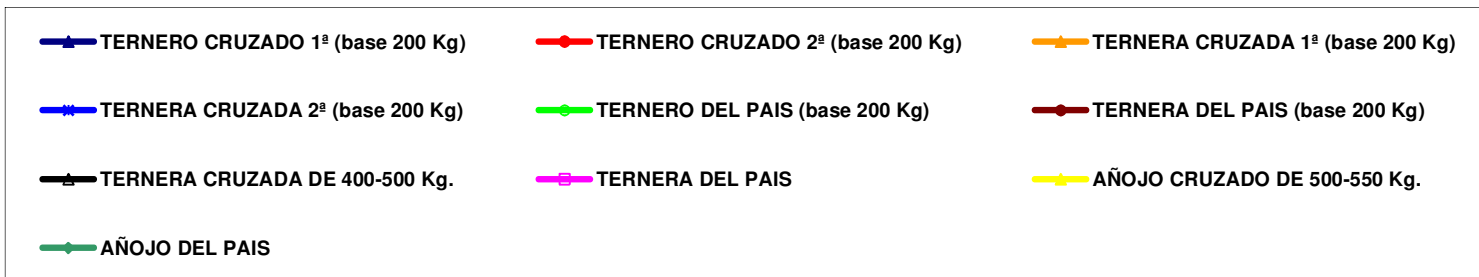 TERNERO CRUZADO 1ª (base 200 Kg) TERNERO CRUZADO 2ª (base 200 Kg) TERNERA CRUZADA 1ª (base 200 Kg)
TERNERA CRUZADA 2ª (base 200 Kg) TERNERO DEL PAIS (base 200 Kg) TERNERA DEL PAIS (base 200 Kg)
TERNERA CRUZADA DE 400-500 Kg. TERNERA DEL PAIS AÑOJO CRUZADO DE 500-550 Kg.
AÑOJO DEL PAIS